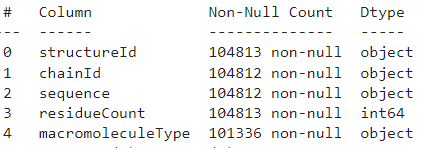 #   Column   Non-Null Count   Dtype
---  ------   --------------   -----
0   structureId   104813 non-null   object
1   chainId   104812 non-null   object
2   sequence   104812 non-null   object
3   residueCount   104813 non-null   int64
4   macromoleculeType   101336 non-null   object